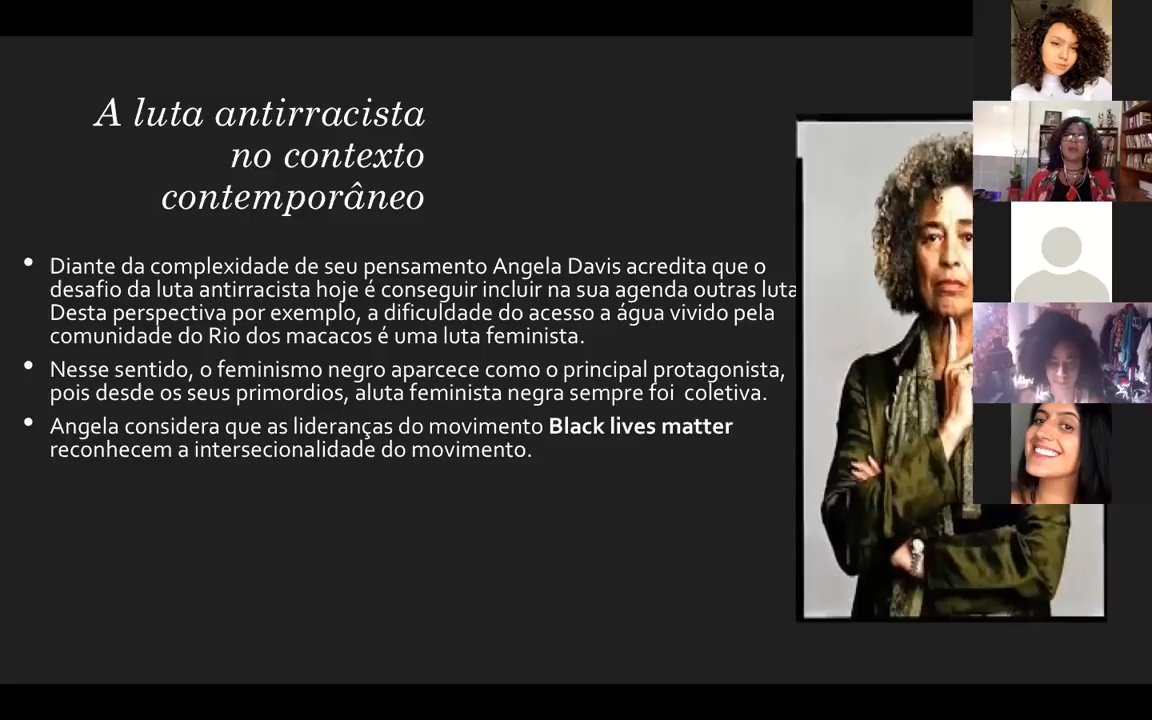 A luta antirracista
no contexto
contemporâneo
• Diante da complexidade de seu pensamento Angela Davis acredita que o
desafio da luta antirracista hoje é conseguir incluir na sua agenda outras luta
Desta perspectiva por exemplo, a dificuldade do acesso a água vivido pela
comunidade do Rio dos macacos é uma luta feminista.
• Nesse sentido, o feminismo negro aparece como o principal protagonista,
pois desde os seus primordios, aluta feminista negra sempre foi  coletiva.
• Angela considera que as lideranças do movimento Black lives matter
reconhecem a intersecionalidade do movimento.